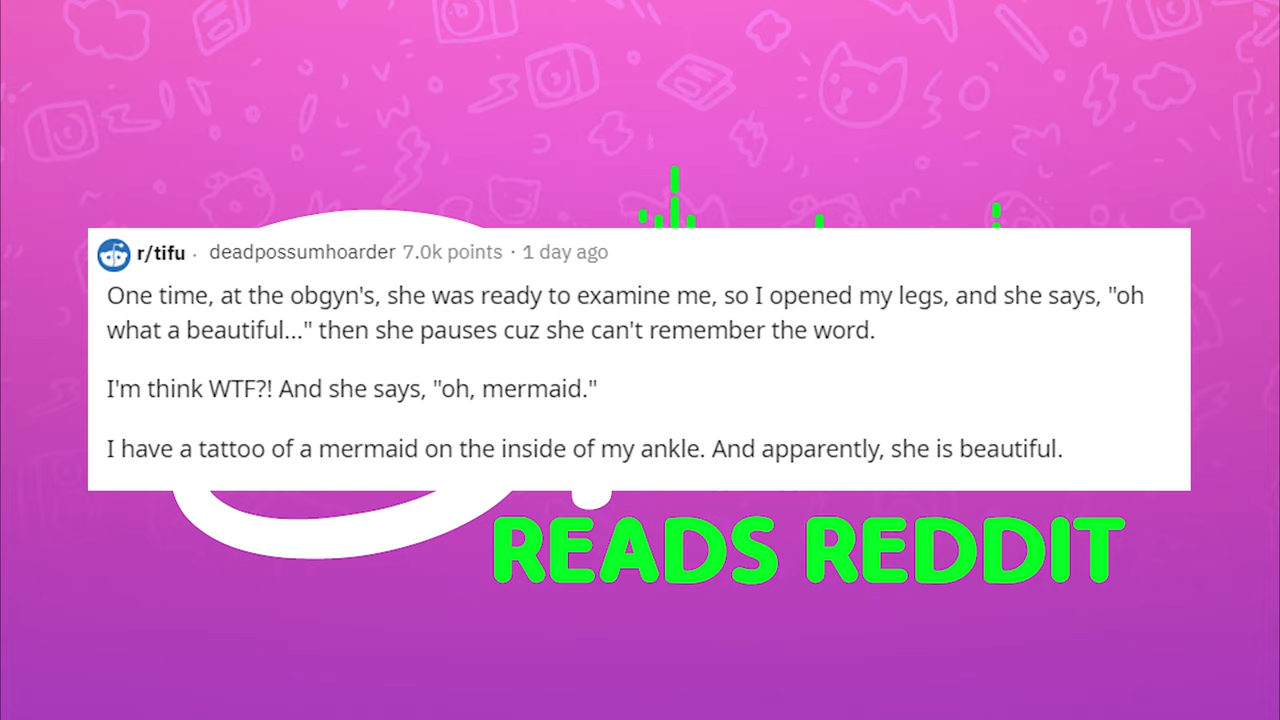 r/tifu · deadpossumhoarder 7.0k points · 1 day ago
One time, at the obgyn's, she was ready to examine me, so I opened my legs, and she says, "oh
what a beautiful..." then she pauses cuz she can't remember the word.
I'm think WTF?! And she says, "oh, mermaid."
I have a tattoo of a mermaid on the inside of my ankle. And apparently, she is beautiful.
READS REDDIT